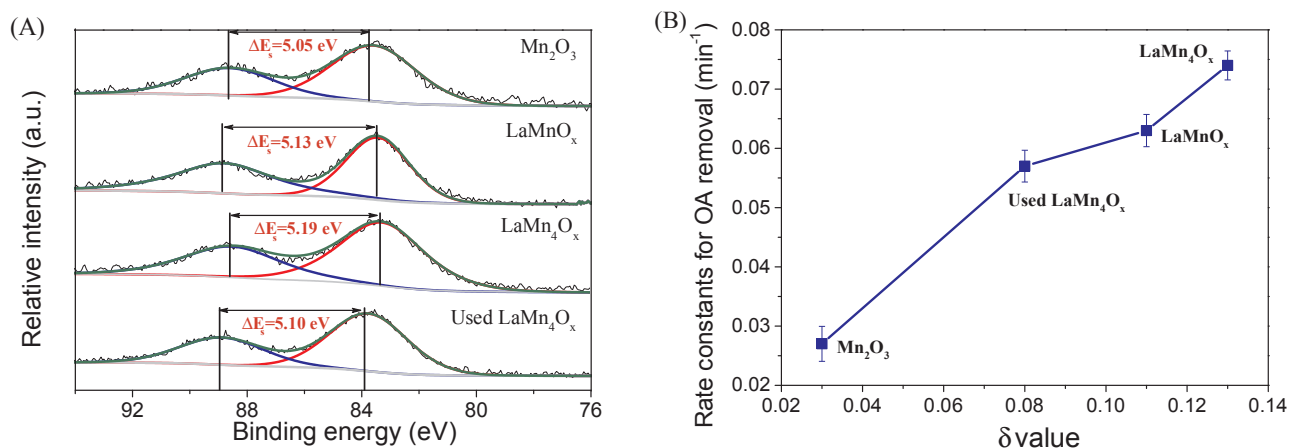 (A)
Mn₂O₃
ΔEₛ=5.05 eV
LaMnOₓ
ΔEₛ=5.13 eV
LaMn₄Oₓ
ΔEₛ=5.19 eV
Used LaMn₄Oₓ
ΔEₛ=5.10 eV
Relative intensity (a.u.)
92 88 84 80 76
Binding energy (eV)
(B)
Rate constants for OA removal (min⁻¹)
0.08
0.07
0.06
0.05
0.04
0.03
0.02
LaMn₄Oₓ
LaMnOₓ
Used LaMn₄Oₓ
Mn₂O₃
0.02 0.04 0.06 0.08 0.10 0.12 0.14
δ value